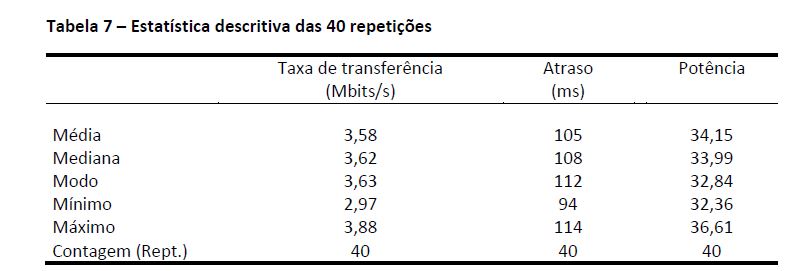 Tabela 7 – Estatística descritiva das 40 repetições
Taxa de transferência (Mbits/s) Atraso (ms) Potência
Média 3,58 105 34,15
Mediana 3,62 108 33,99
Modo 3,63 112 32,84
Mínimo 2,97 94 32,36
Máximo 3,88 114 36,61
Contagem (Rept.) 40 40 40